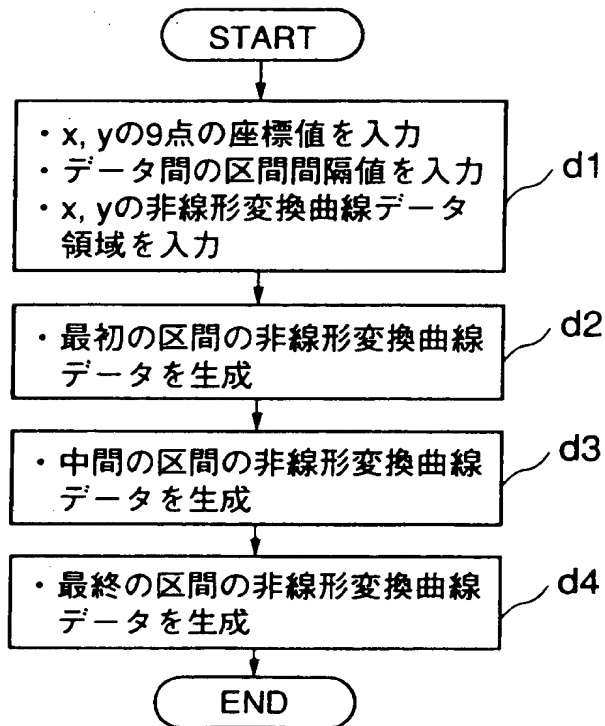 START
・x, yの9点の座標値を入力
・データ間の区間間隔値を入力
・x, yの非線形変換曲線データ
領域を入力
d1
・最初の区間の非線形変換曲線
データを生成
d2
・中間の区間の非線形変換曲線
データを生成
d3
・最終の区間の非線形変換曲線
データを生成
d4
END